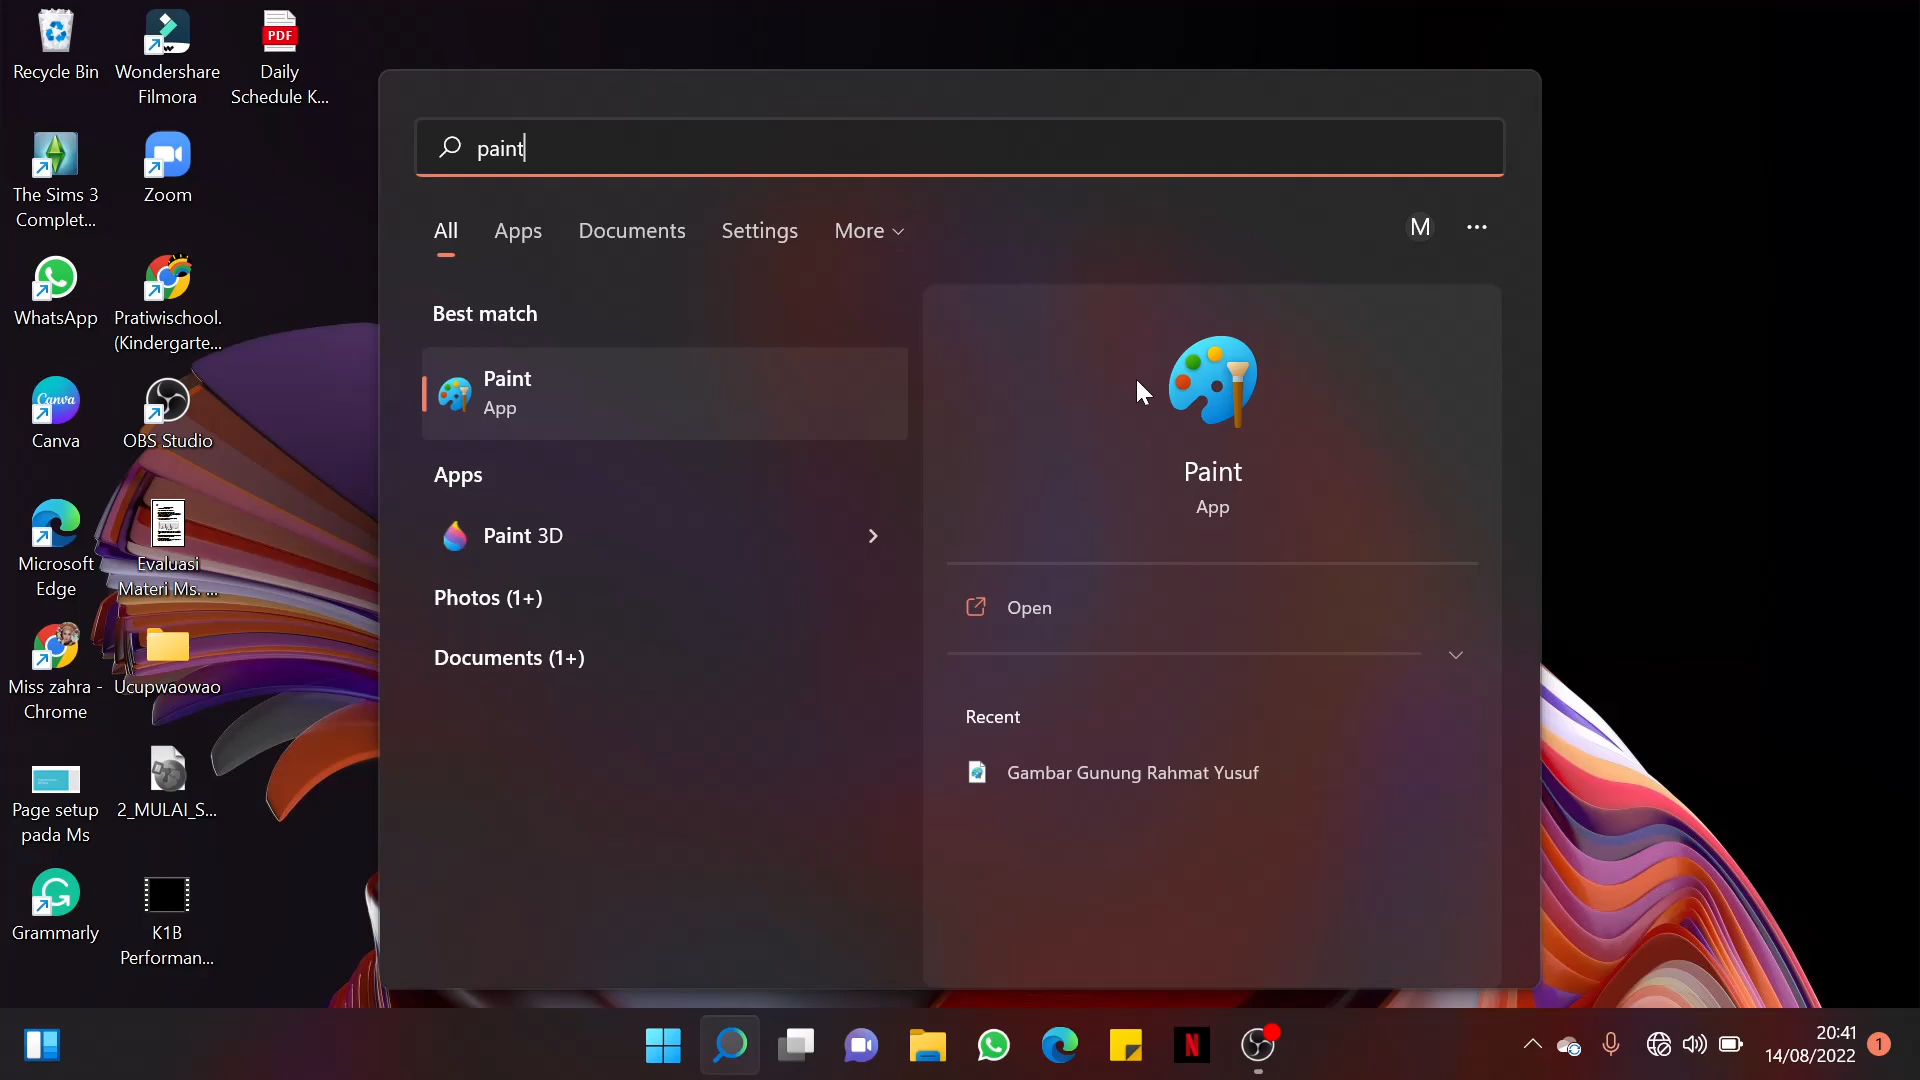 Recycle Bin
Wondershare
Filmora
PDF
Daily
Schedule K...
The Sims 3
Complet...
Zoom
WhatsApp
Pratiwischool.
(Kindergarte...
Canva
Canva
OBS Studio
Microsoft
Edge
Evaluasi
Materi Ms. ...
Miss zahra -
Chrome
Ucupwaowao
Page setup
pada Ms
2_MULAI_S...
Grammarly
K1B
Performan...
paint
All
Apps
Documents
Settings
More
M
Best match
Paint
App
Apps
Paint 3D
Photos (1+)
Documents (1+)
Paint
App
Open
Recent
Gambar Gunung Rahmat Yusuf
N
20:41
14/08/2022
1